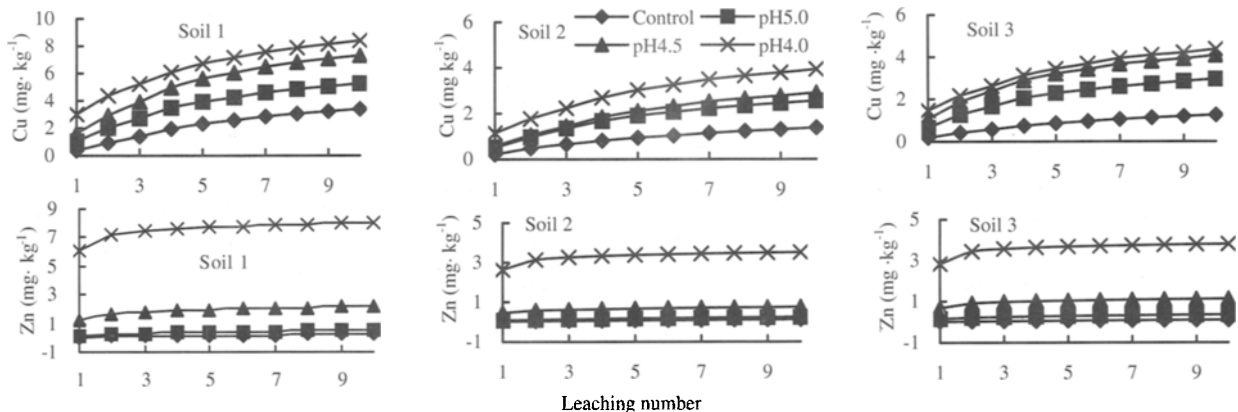 Cu (mg· kg⁻¹)
10
8
6
4
2
0
Soil 1
1 3 5 7 9
Cu (mg· kg⁻¹)
6
4
2
0
Soil 2
Control pH5.0
pH4.5 pH4.0
1 3 5 7 9
Cu (mg ·kg⁻¹)
6
4
2
0
Soil 3
1 3 5 7 9
Zn (mg· kg⁻¹)
9
7
5
3
1
-1
Soil 1
1 3 5 7 9
Zn (mg· kg⁻¹)
5
3
1
-1
Soil 2
1 3 5 7 9
Zn (mg ·kg⁻¹)
5
3
1
-1
Soil 3
1 3 5 7 9
Leaching number